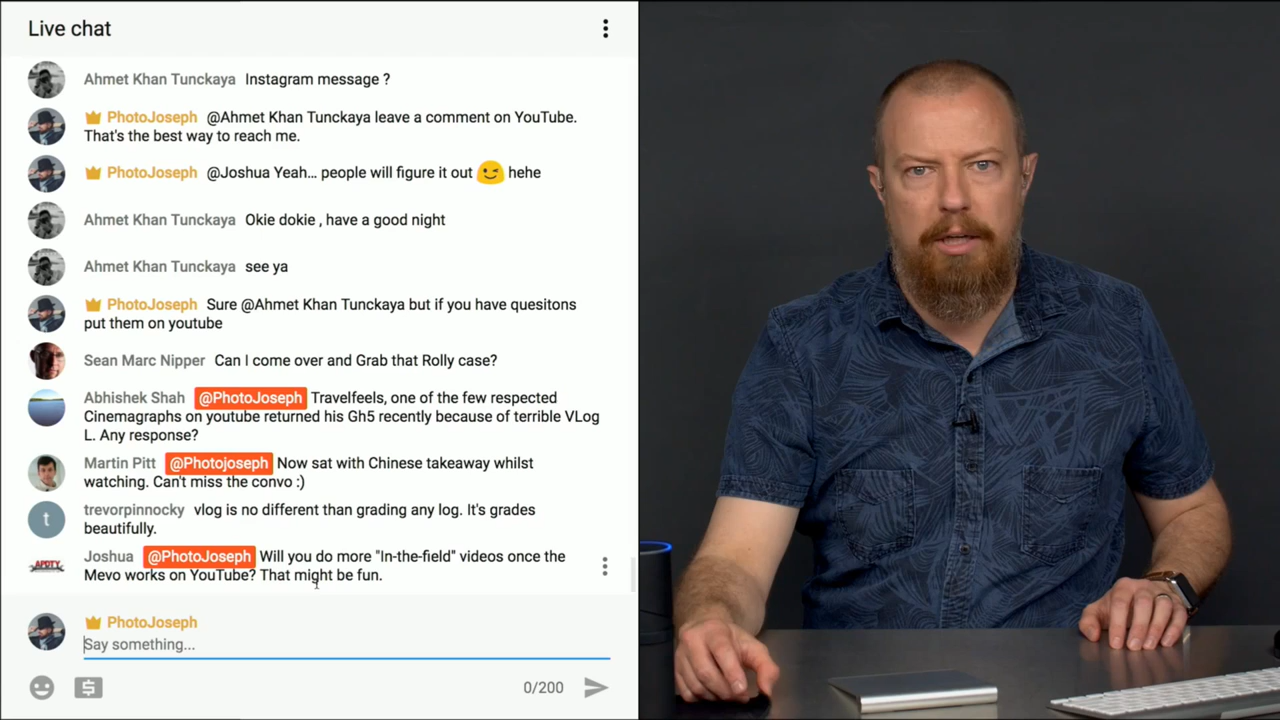 Live chat
Ahmet Khan Tunckaya Instagram message ?
PhotoJoseph @Ahmet Khan Tunckaya leave a comment on YouTube.
That's the best way to reach me.
PhotoJoseph @Joshua Yeah... people will figure it out 😉 hehe
Ahmet Khan Tunckaya Okie dokie , have a good night
Ahmet Khan Tunckaya see ya
PhotoJoseph Sure @Ahmet Khan Tunckaya but if you have quesitons
put them on youtube
Sean Marc Nipper Can I come over and Grab that Rolly case?
Abhishek Shah @PhotoJoseph Travelfeels, one of the few respected
Cinemagraphs on youtube returned his Gh5 recently because of terrible VLog
L. Any response?
Martin Pitt @Photojoseph Now sat with Chinese takeaway whilst
watching. Can't miss the convo :)
t
trevorpinnocky vlog is no different than grading any log. It's grades
beautifully.
APDTY
Joshua @PhotoJoseph Will you do more "In-the-field" videos once the
Mevo works on YouTube? That might be fun.
PhotoJoseph
Say something...
$
0/200